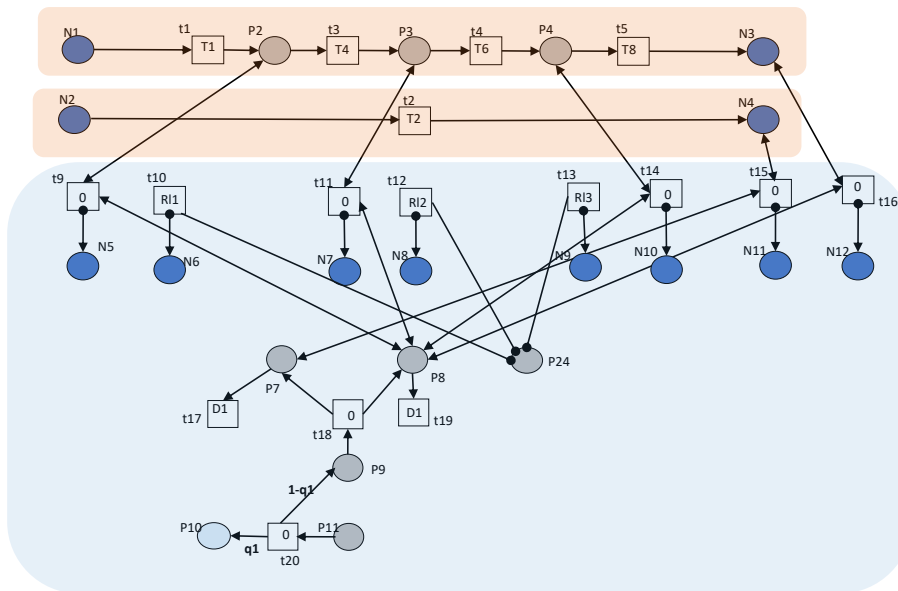 N1
t1
T1
P2
t3
T4
P3
t4
T6
P4
t5
T8
N3
N2
t2
T2
N4
t9
0
t10
RI1
t11
0
t12
RI2
t13
RI3
t14
0
t15
0
0
t16
N5
N6
N7
N8
N9
N10
N11
N12
P7
P8
P24
t17
D1
t18
0
D1
t19
P9
1-q1
P10
q1
0
t20
P11